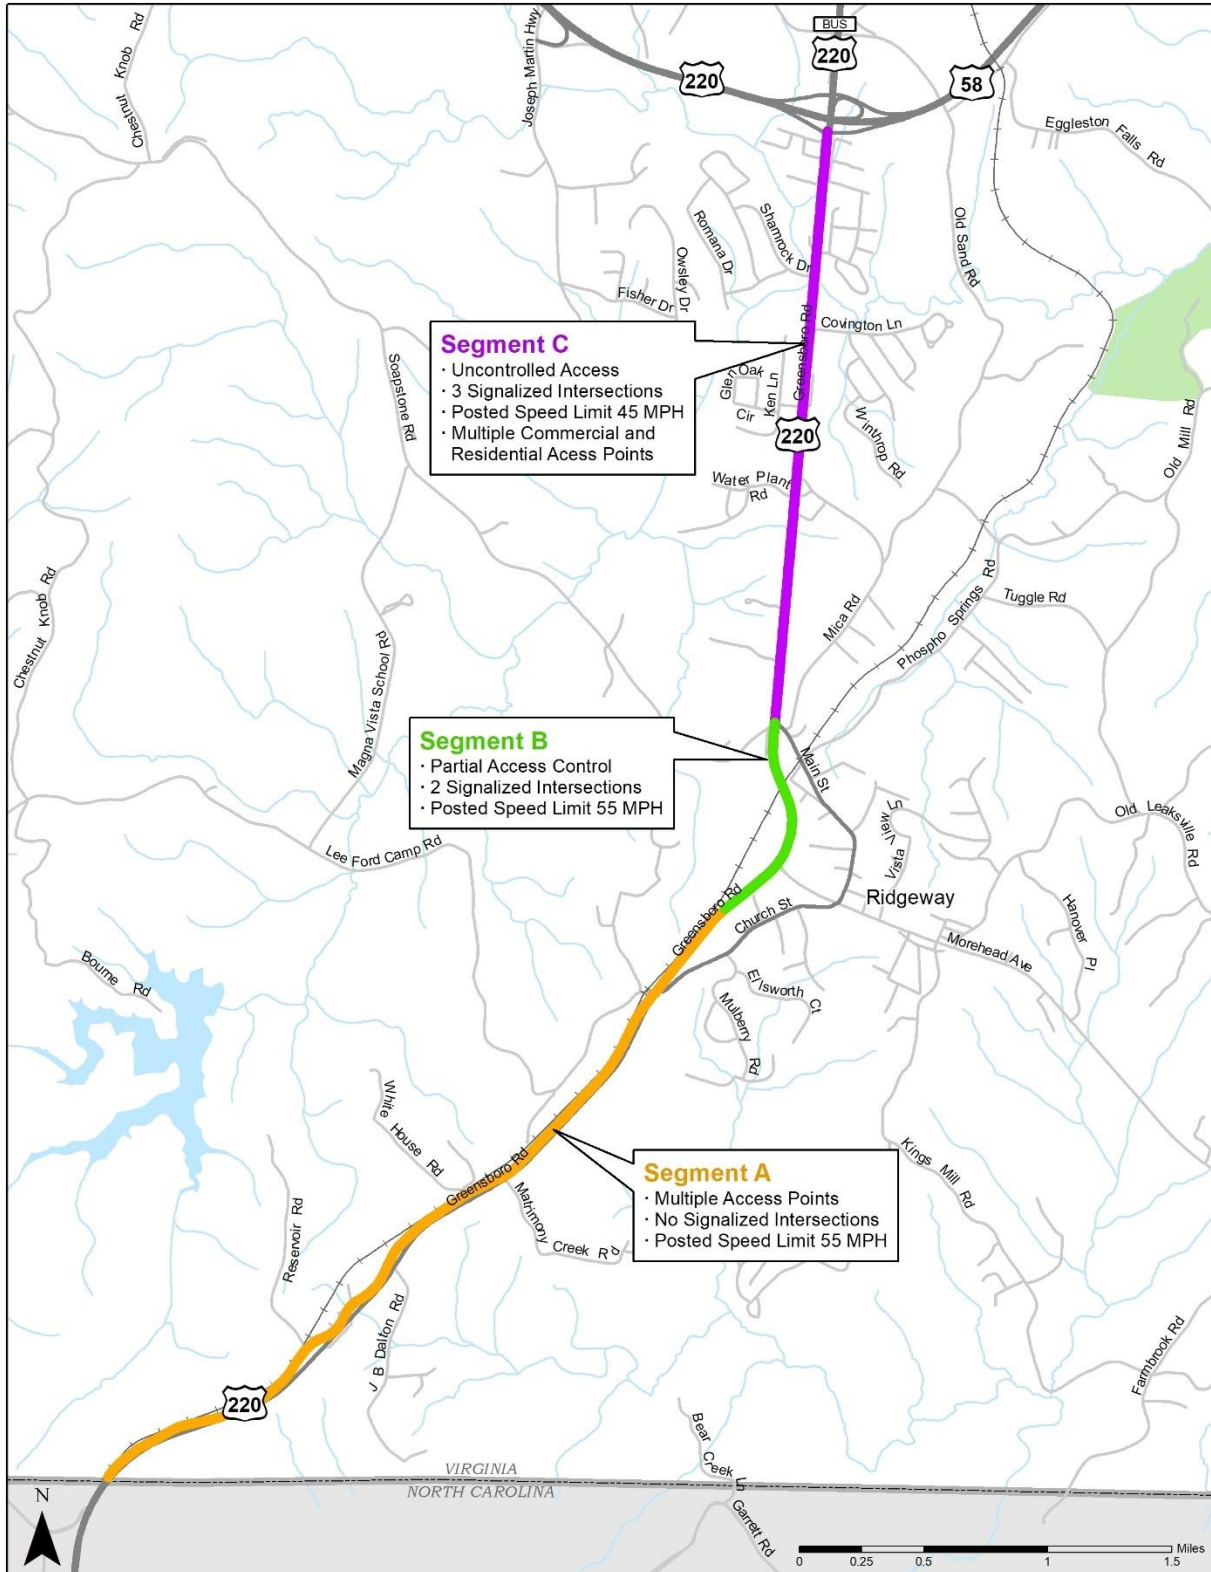 Chestnut Knob Rd
Joseph Martin Hwy
BUS
220
220
58
Eggleston Falls Rd
Romana Dr
Shamrock Dr
Owsley Dr
Fisher Dr
Old Sand Rd
Greensboro Rd
Covington Ln
Segment C
· Uncontrolled Access
· 3 Signalized Intersections
· Posted Speed Limit 45 MPH
· Multiple Commercial and
Residential Acess Points
Soapstone Rd
Glen Oak
Cir
Ken Ln
220
Winthrop Rd
Old Mill Rd
Water Plant
Rd
Chestnut Knob Rd
Magna Vista School Rd
Mica Rd
Phospho Springs Rd
Tuggle Rd
Segment B
· Partial Access Control
· 2 Signalized Intersections
· Posted Speed Limit 55 MPH
Main St
Vista View
Old Leaksville
Rd
Lee Ford Camp Rd
Ridgeway
Greensboro Rd
Church St
Hanover Pl
Morehead Ave
Bourne Rd
Ellsworth Ct
Mulberry Rd
White House Rd
Greensboro Rd
Segment A
· Multiple Access Points
· No Signalized Intersections
· Posted Speed Limit 55 MPH
Kings Mill Rd
Matrimony
Creek Rd
Reservoir Rd
J B Dalton Rd
Farmbrook Rd
220
Bear Creek Ln
VIRGINIA
NORTH CAROLINA
Garrett Rd
N
Miles
0 0.25 0.5 1 1.5